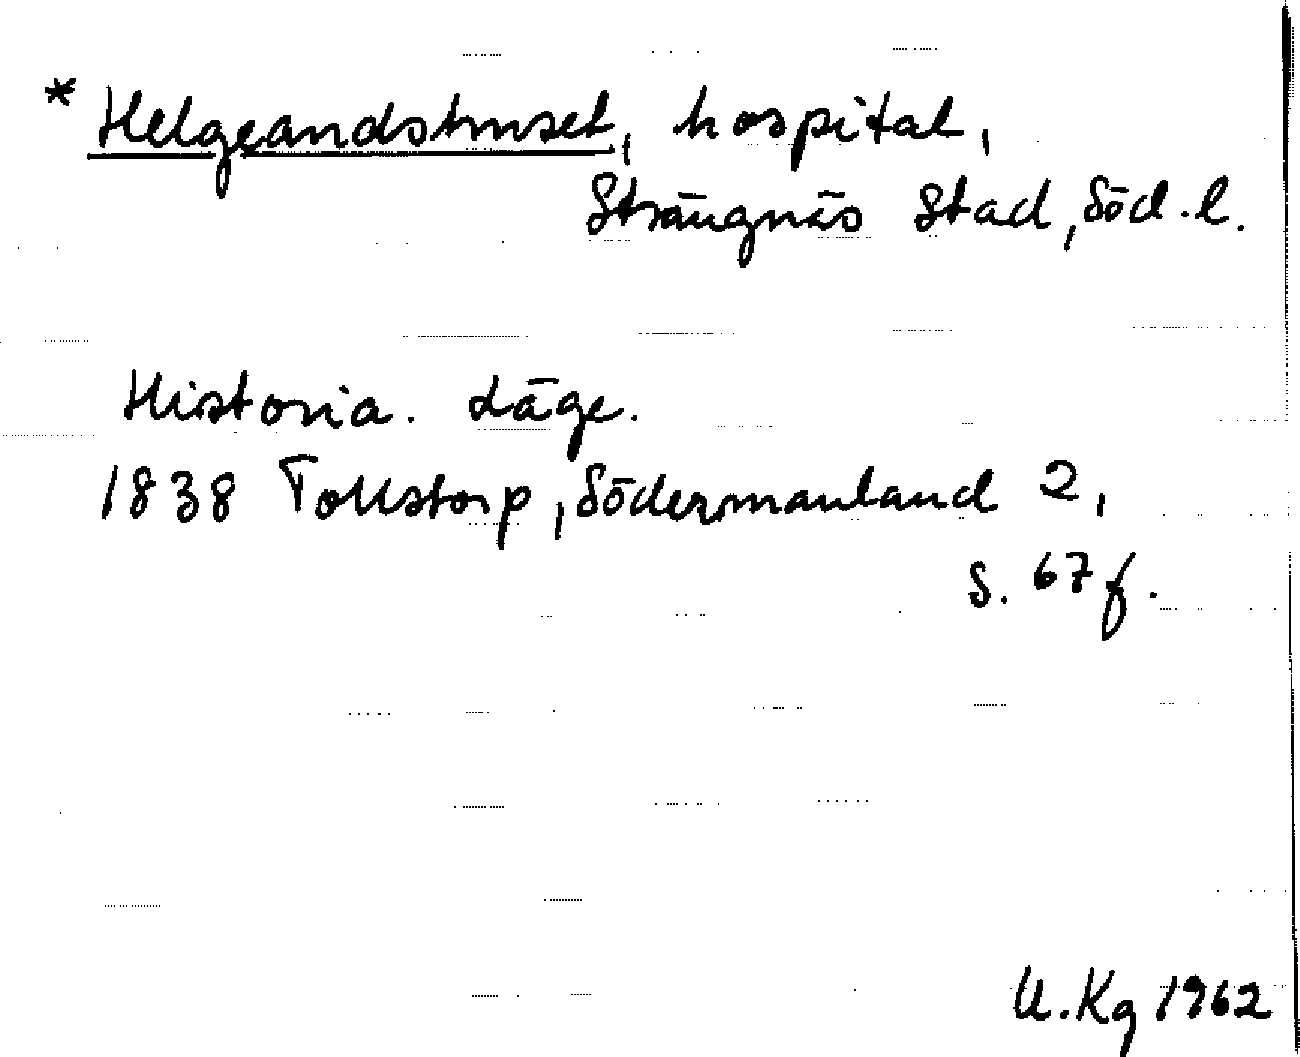 * Helgeandshuset, hospital,
Strängnäs stad, Söd. l.
Historia. Läge.
1838 Tollstorp, Södermanland 2,
s. 67 f.
U. Kg 1962